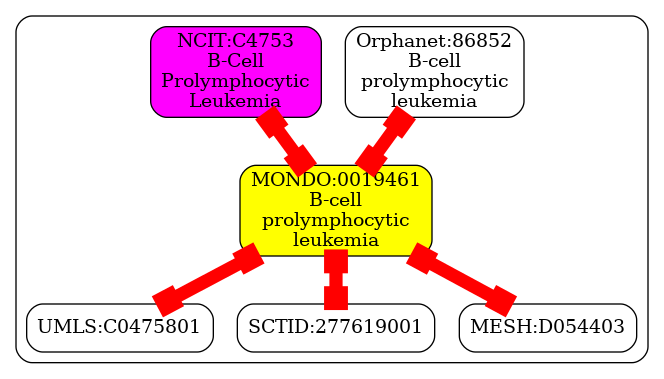 NCIT:C4753
B-Cell
Prolymphocytic
Leukemia
Orphanet:86852
B-cell
prolymphocytic
leukemia
MONDO:0019461
B-cell
prolymphocytic
leukemia
UMLS:C0475801
SCTID:277619001
MESH:D054403